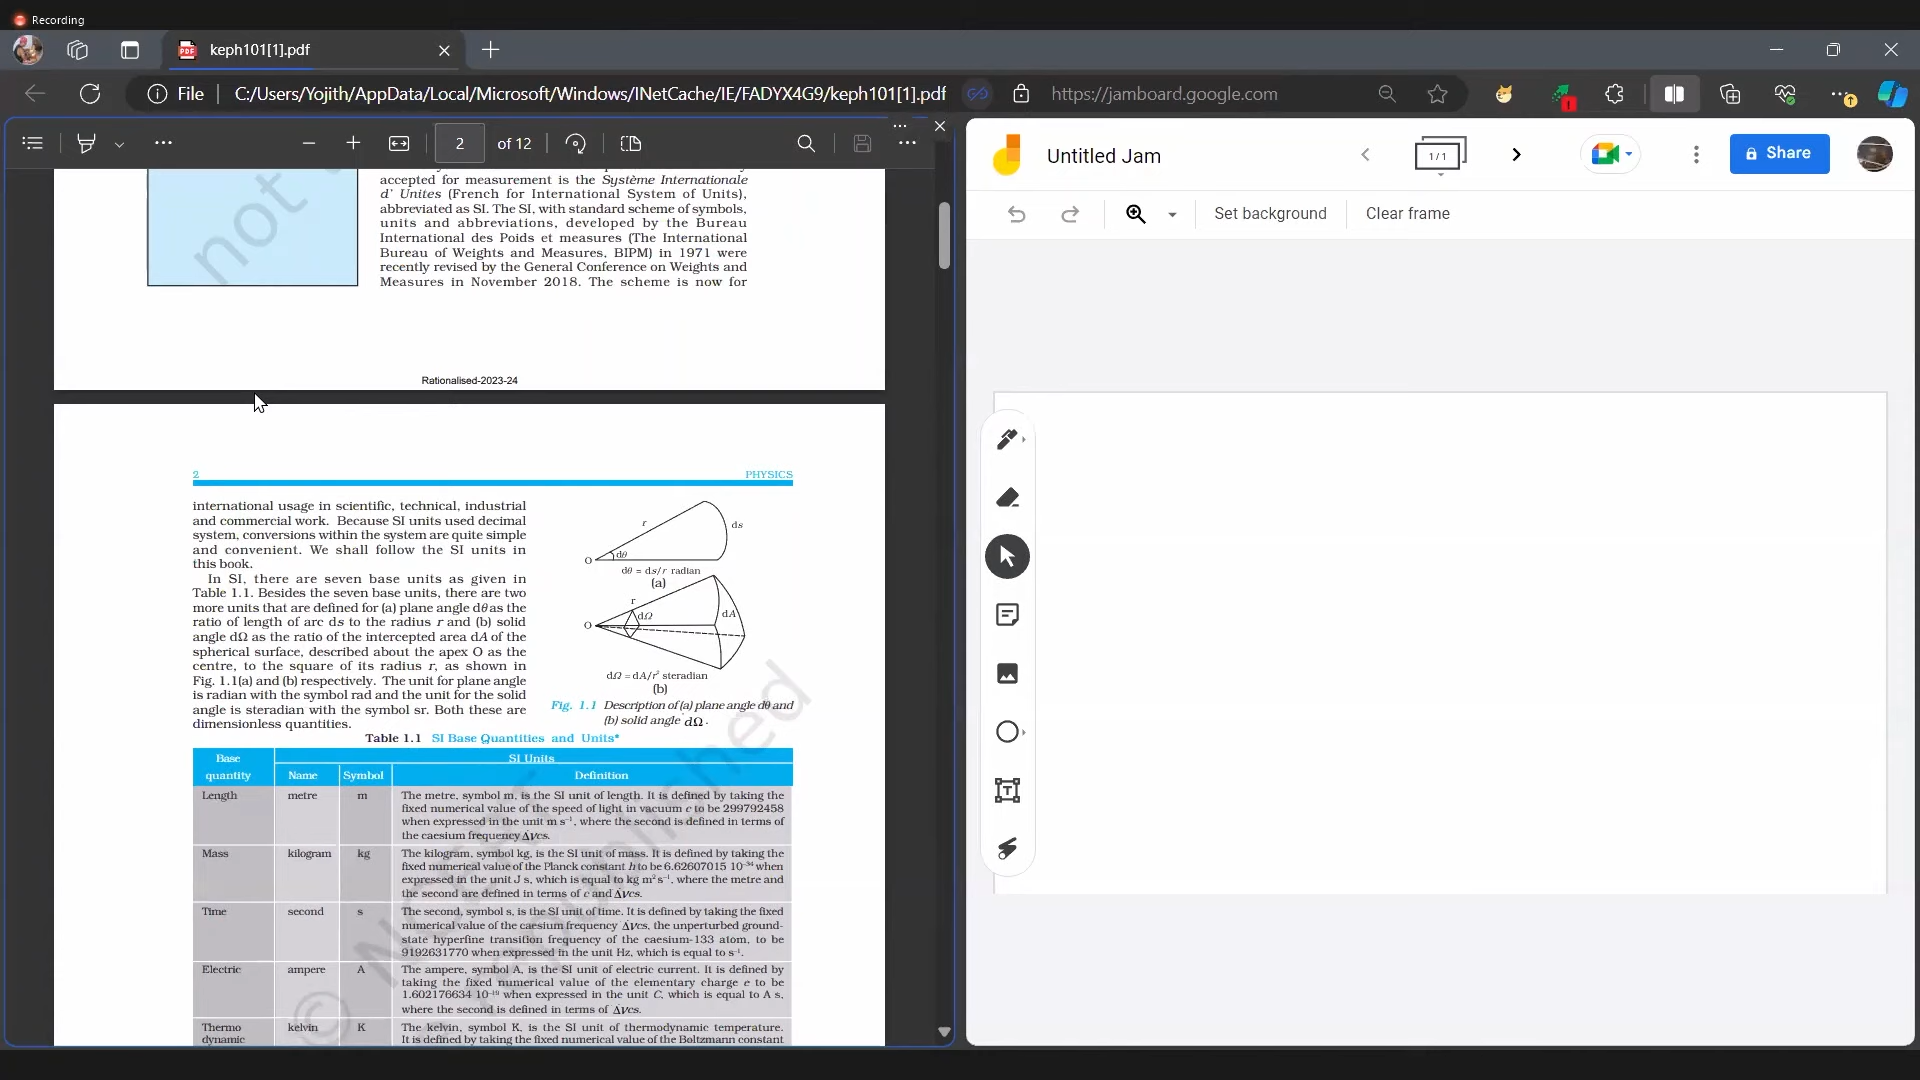 Recording
keph101[1].pdf
File
C:/Users/Yojith/AppData/Local/Microsoft/Windows/INetCache/IE/FADYX4G9/keph101[1].pdf
https://jamboard.google.com
2 of 12
accepted for measurement is the Système Internationale
d' Unites (French for International System of Units),
abbreviated as SI. The SI, with standard scheme of symbols,
units and abbreviations, developed by the Bureau
International des Poids et measures (The International
Bureau of Weights and Measures, BIPM) in 1971 were
recently revised by the General Conference on Weights and
Measures in November 2018. The scheme is now for
not
Rationalised-2023-24
2 PHYSICS
international usage in scientific, technical, industrial
and commercial work. Because SI units used decimal
system, conversions within the system are quite simple
and convenient. We shall follow the SI units in
this book.
In SI, there are seven base units as given in
Table 1.1. Besides the seven base units, there are two
more units that are defined for (a) plane angle dθ as the
ratio of length of arc ds to the radius r and (b) solid
angle dΩ as the ratio of the intercepted area dA of the
spherical surface, described about the apex O as the
centre, to the square of its radius r, as shown in
Fig. 1.1(a) and (b) respectively. The unit for plane angle
is radian with the symbol rad and the unit for the solid
angle is steradian with the symbol sr. Both these are
dimensionless quantities.
r
ds
O
dθ
dθ = ds/r radian
(a)
r
dΩ
dA
O
dΩ = dA/r² steradian
(b)
Fig. 1.1 Description of (a) plane angle dθ and
(b) solid angle dΩ .
Table 1.1 SI Base Quantities and Units*
Base quantity
SI Units
Name Symbol Definition
Length metre m The metre, symbol m, is the SI unit of length. It is defined by taking the
fixed numerical value of the speed of light in vacuum c to be 299792458
when expressed in the unit m s⁻¹, where the second is defined in terms of
the caesium frequency Δνcs.
Mass kilogram kg The kilogram, symbol kg, is the SI unit of mass. It is defined by taking the
fixed numerical value of the Planck constant h to be 6.62607015 10⁻³⁴ when
expressed in the unit J s, which is equal to kg m² s⁻¹, where the metre and
the second are defined in terms of c and Δνcs.
Time second s The second, symbol s, is the SI unit of time. It is defined by taking the fixed
numerical value of the caesium frequency Δνcs, the unperturbed ground-
state hyperfine transition frequency of the caesium-133 atom, to be
9192631770 when expressed in the unit Hz, which is equal to s⁻¹.
Electric ampere A The ampere, symbol A, is the SI unit of electric current. It is defined by
taking the fixed numerical value of the elementary charge e to be
1.602176634 10⁻¹⁹ when expressed in the unit C, which is equal to A s,
where the second is defined in terms of Δνcs.
Thermo kelvin K The kelvin, symbol K, is the SI unit of thermodynamic temperature.
dynamic It is defined by taking the fixed numerical value of the Boltzmann constant
Untitled Jam
1 / 1
Share
Set background
Clear frame